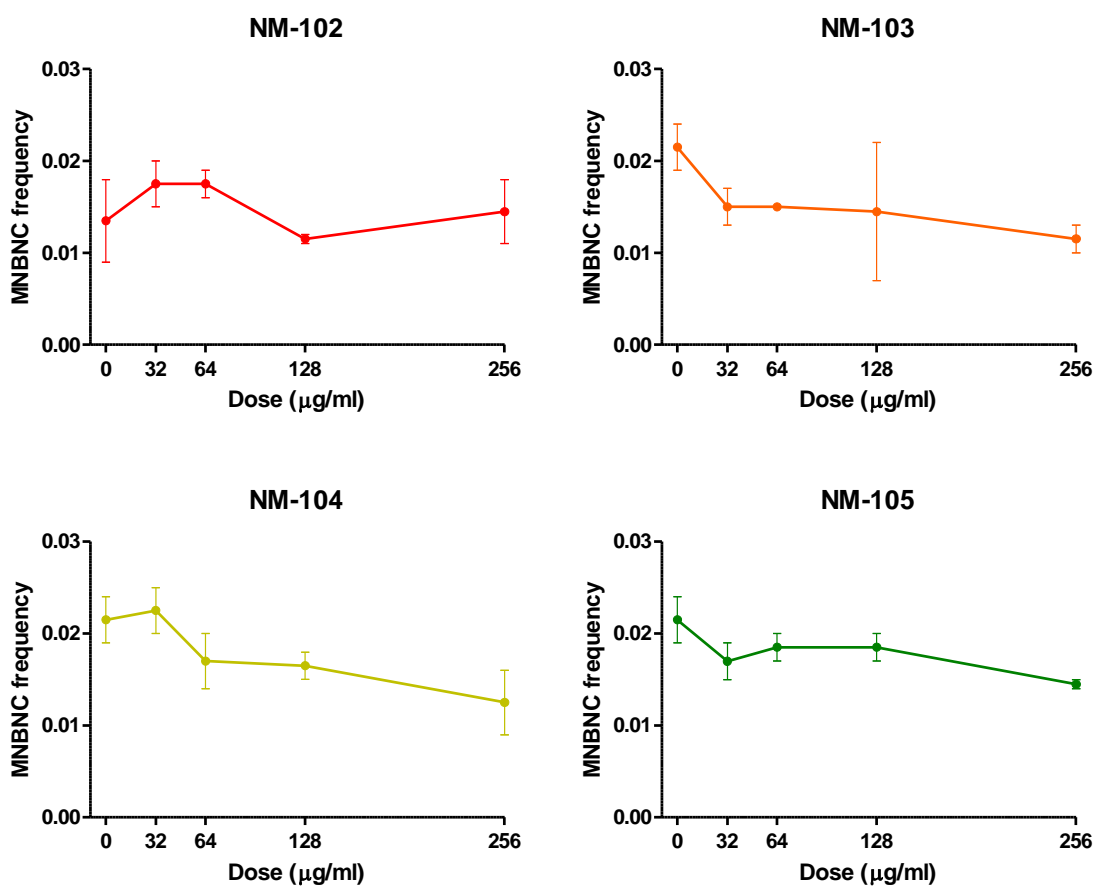 NM-102
MNBNC frequency
0.03
0.02
0.01
0.00
0 32 64 128 256
Dose (μg/ml)
NM-103
MNBNC frequency
0.03
0.02
0.01
0.00
0 32 64 128 256
Dose (μg/ml)
NM-104
MNBNC frequency
0.03
0.02
0.01
0.00
0 32 64 128 256
Dose (μg/ml)
NM-105
MNBNC frequency
0.03
0.02
0.01
0.00
0 32 64 128 256
Dose (μg/ml)